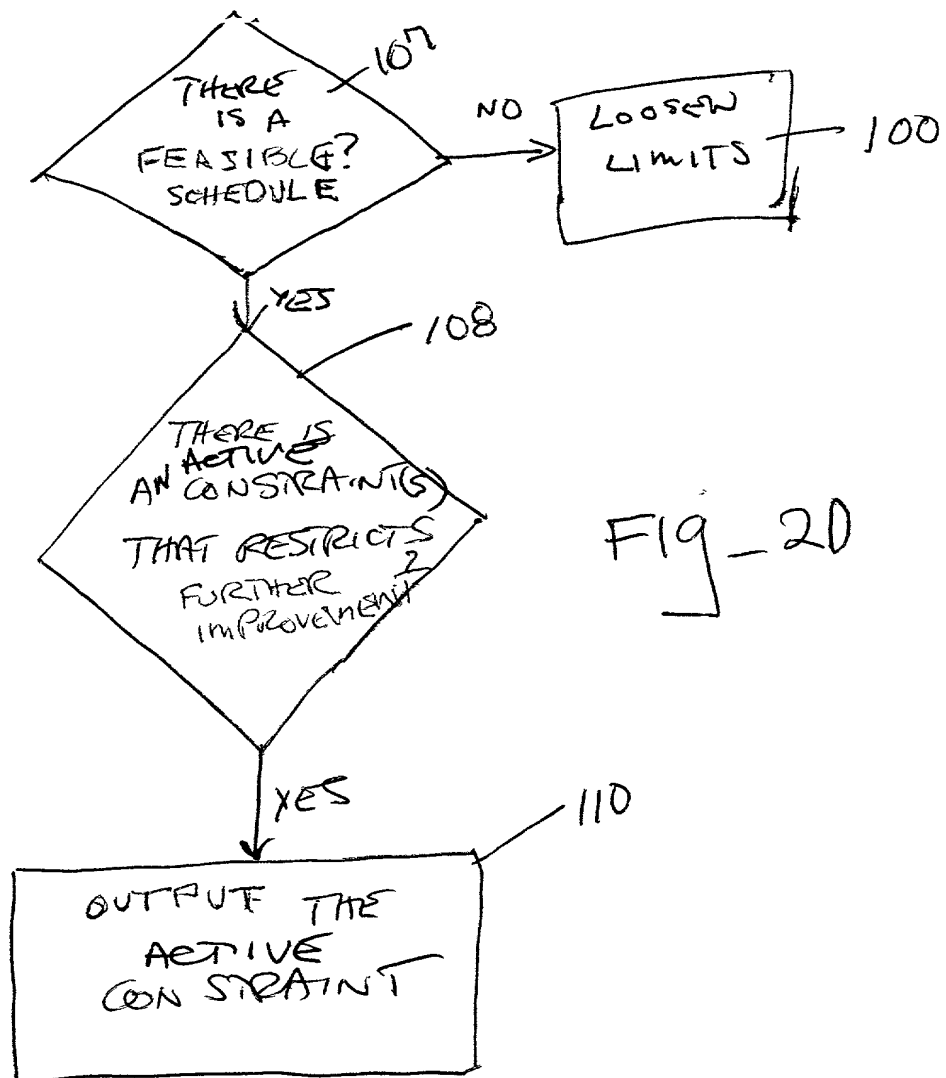 107
THERE
IS A
FEASIBLE?
SCHEDULE
NO
LOOSEN
LIMITS
100
YES
108
THERE IS
ACTIVE
AN CONSTRAINT(S)
THAT RESTRICTS
FURTHER
IMPROVEMENT?
Fig_2D
YES
110
OUTPUT THE
ACTIVE
CONSTRAINT